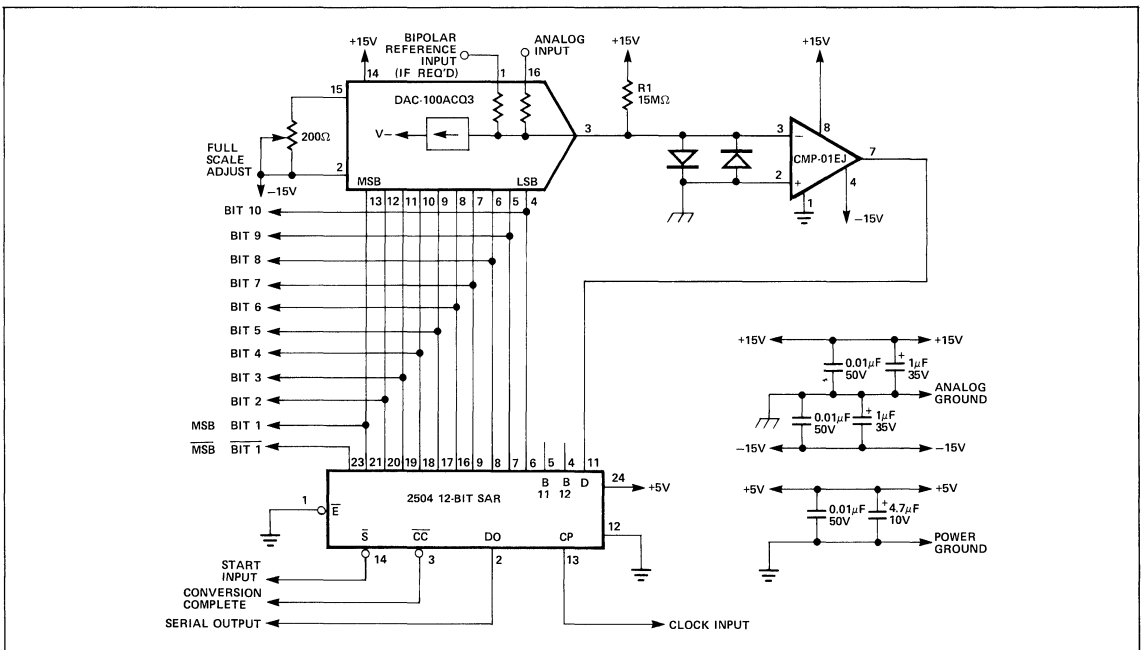 BIPOLAR
REFERENCE
INPUT
(IF REQ'D)
ANALOG
INPUT
+15V
14
1
16
15
DAC-100ACQ3
V−
3
200Ω
FULL
SCALE
ADJUST
−15V
2
MSB
LSB
13 12 11 10 9 8 7 6 5 4
+15V
R1
15MΩ
+15V
3
−
8
CMP-01EJ
7
2
+
4
1
−15V
BIT 10
BIT 9
BIT 8
BIT 7
BIT 6
BIT 5
BIT 4
BIT 3
BIT 2
MSB BIT 1
MSB BIT 1
23 21 20 19 18 17 16 9 8 7 6 5 4 11
B
11
B
12
D
24
+5V
1
E
2504 12-BIT SAR
12
S
CC
DO
CP
14
3
2
13
START
INPUT
CONVERSION
COMPLETE
SERIAL OUTPUT
CLOCK INPUT
+15V
+15V
0.01μF
50V
+
1μF
35V
ANALOG
GROUND
0.01μF
50V
+
1μF
35V
−15V
−15V
+5V
+5V
0.01μF
50V
+
4.7μF
10V
POWER
GROUND